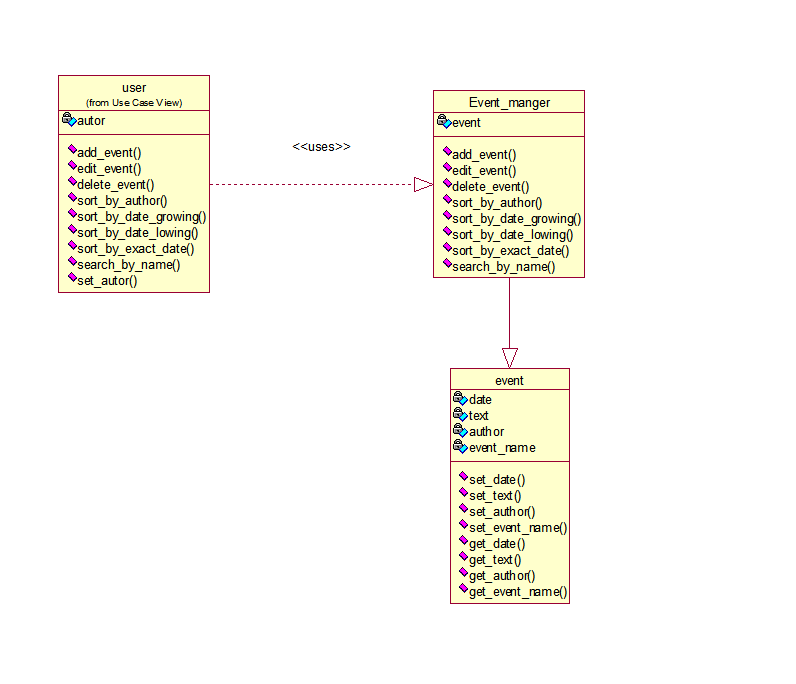 user
(from Use Case View)
autor
add_event()
edit_event()
delete_event()
sort_by_author()
sort_by_date_growing()
sort_by_date_lowing()
sort_by_exact_date()
search_by_name()
set_autor()
<<uses>>
Event_manger
event
add_event()
edit_event()
delete_event()
sort_by_author()
sort_by_date_growing()
sort_by_date_lowing()
sort_by_exact_date()
search_by_name()
event
date
text
author
event_name
set_date()
set_text()
set_author()
set_event_name()
get_date()
get_text()
get_author()
get_event_name()